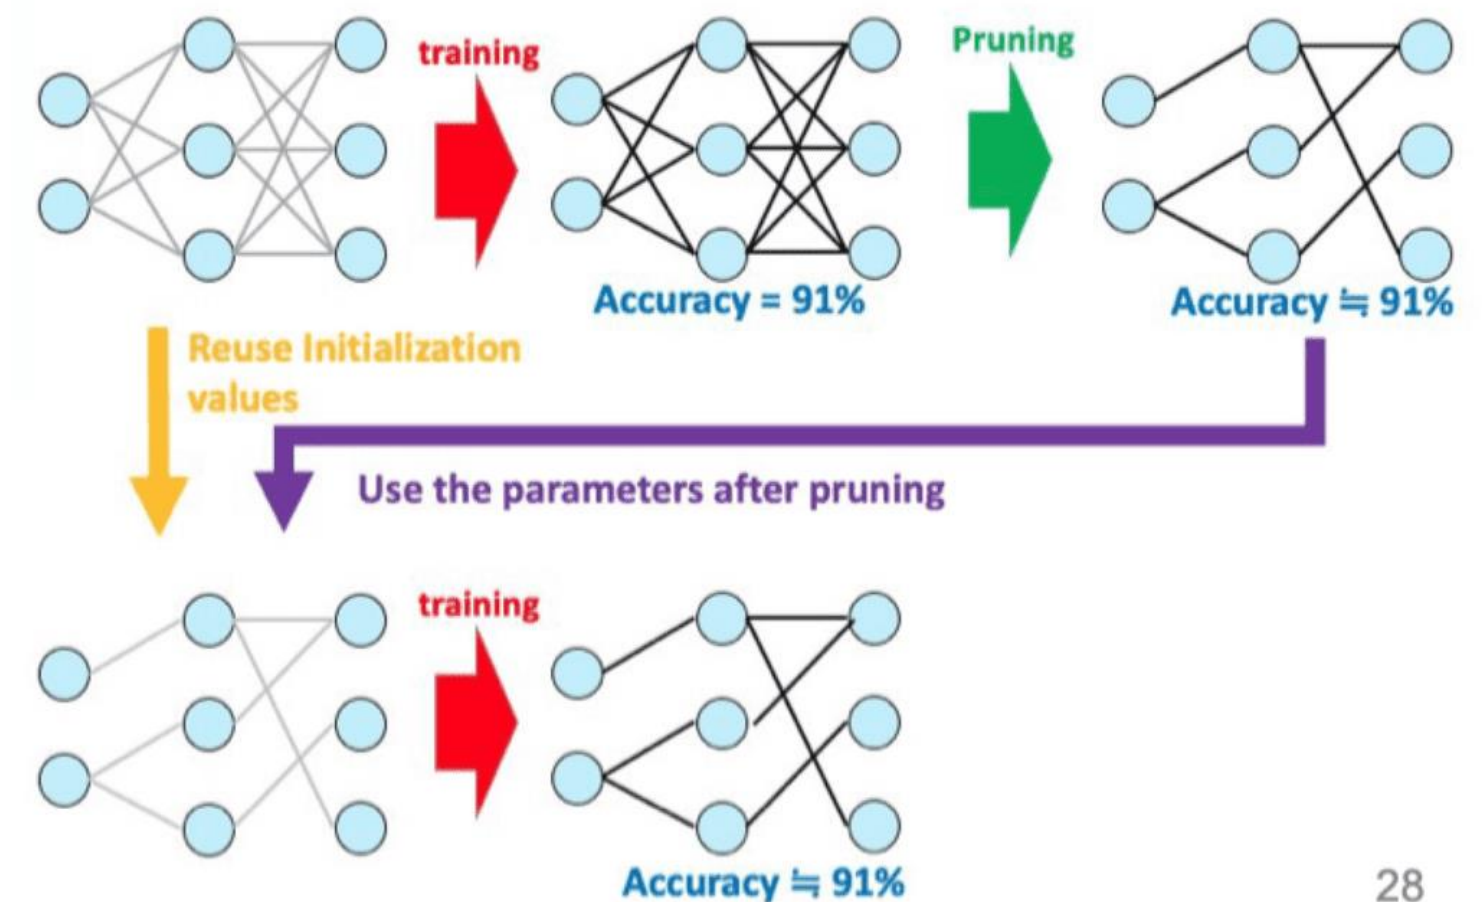 training
Pruning
Accuracy = 91%
Accuracy ≒ 91%
Reuse Initialization
values
Use the parameters after pruning
training
Accuracy ≒ 91%
28